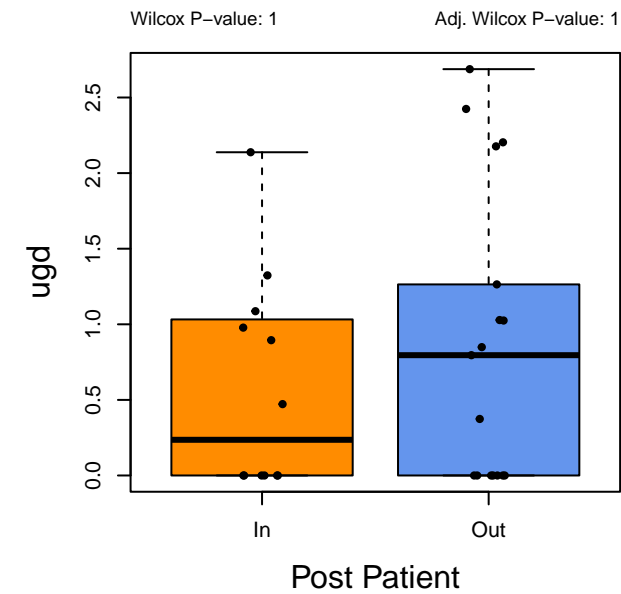 Wilcox P−value: 1
Adj. Wilcox P−value: 1
ugd
2.5
2.0
1.5
1.0
0.5
0.0
In
Out
Post Patient